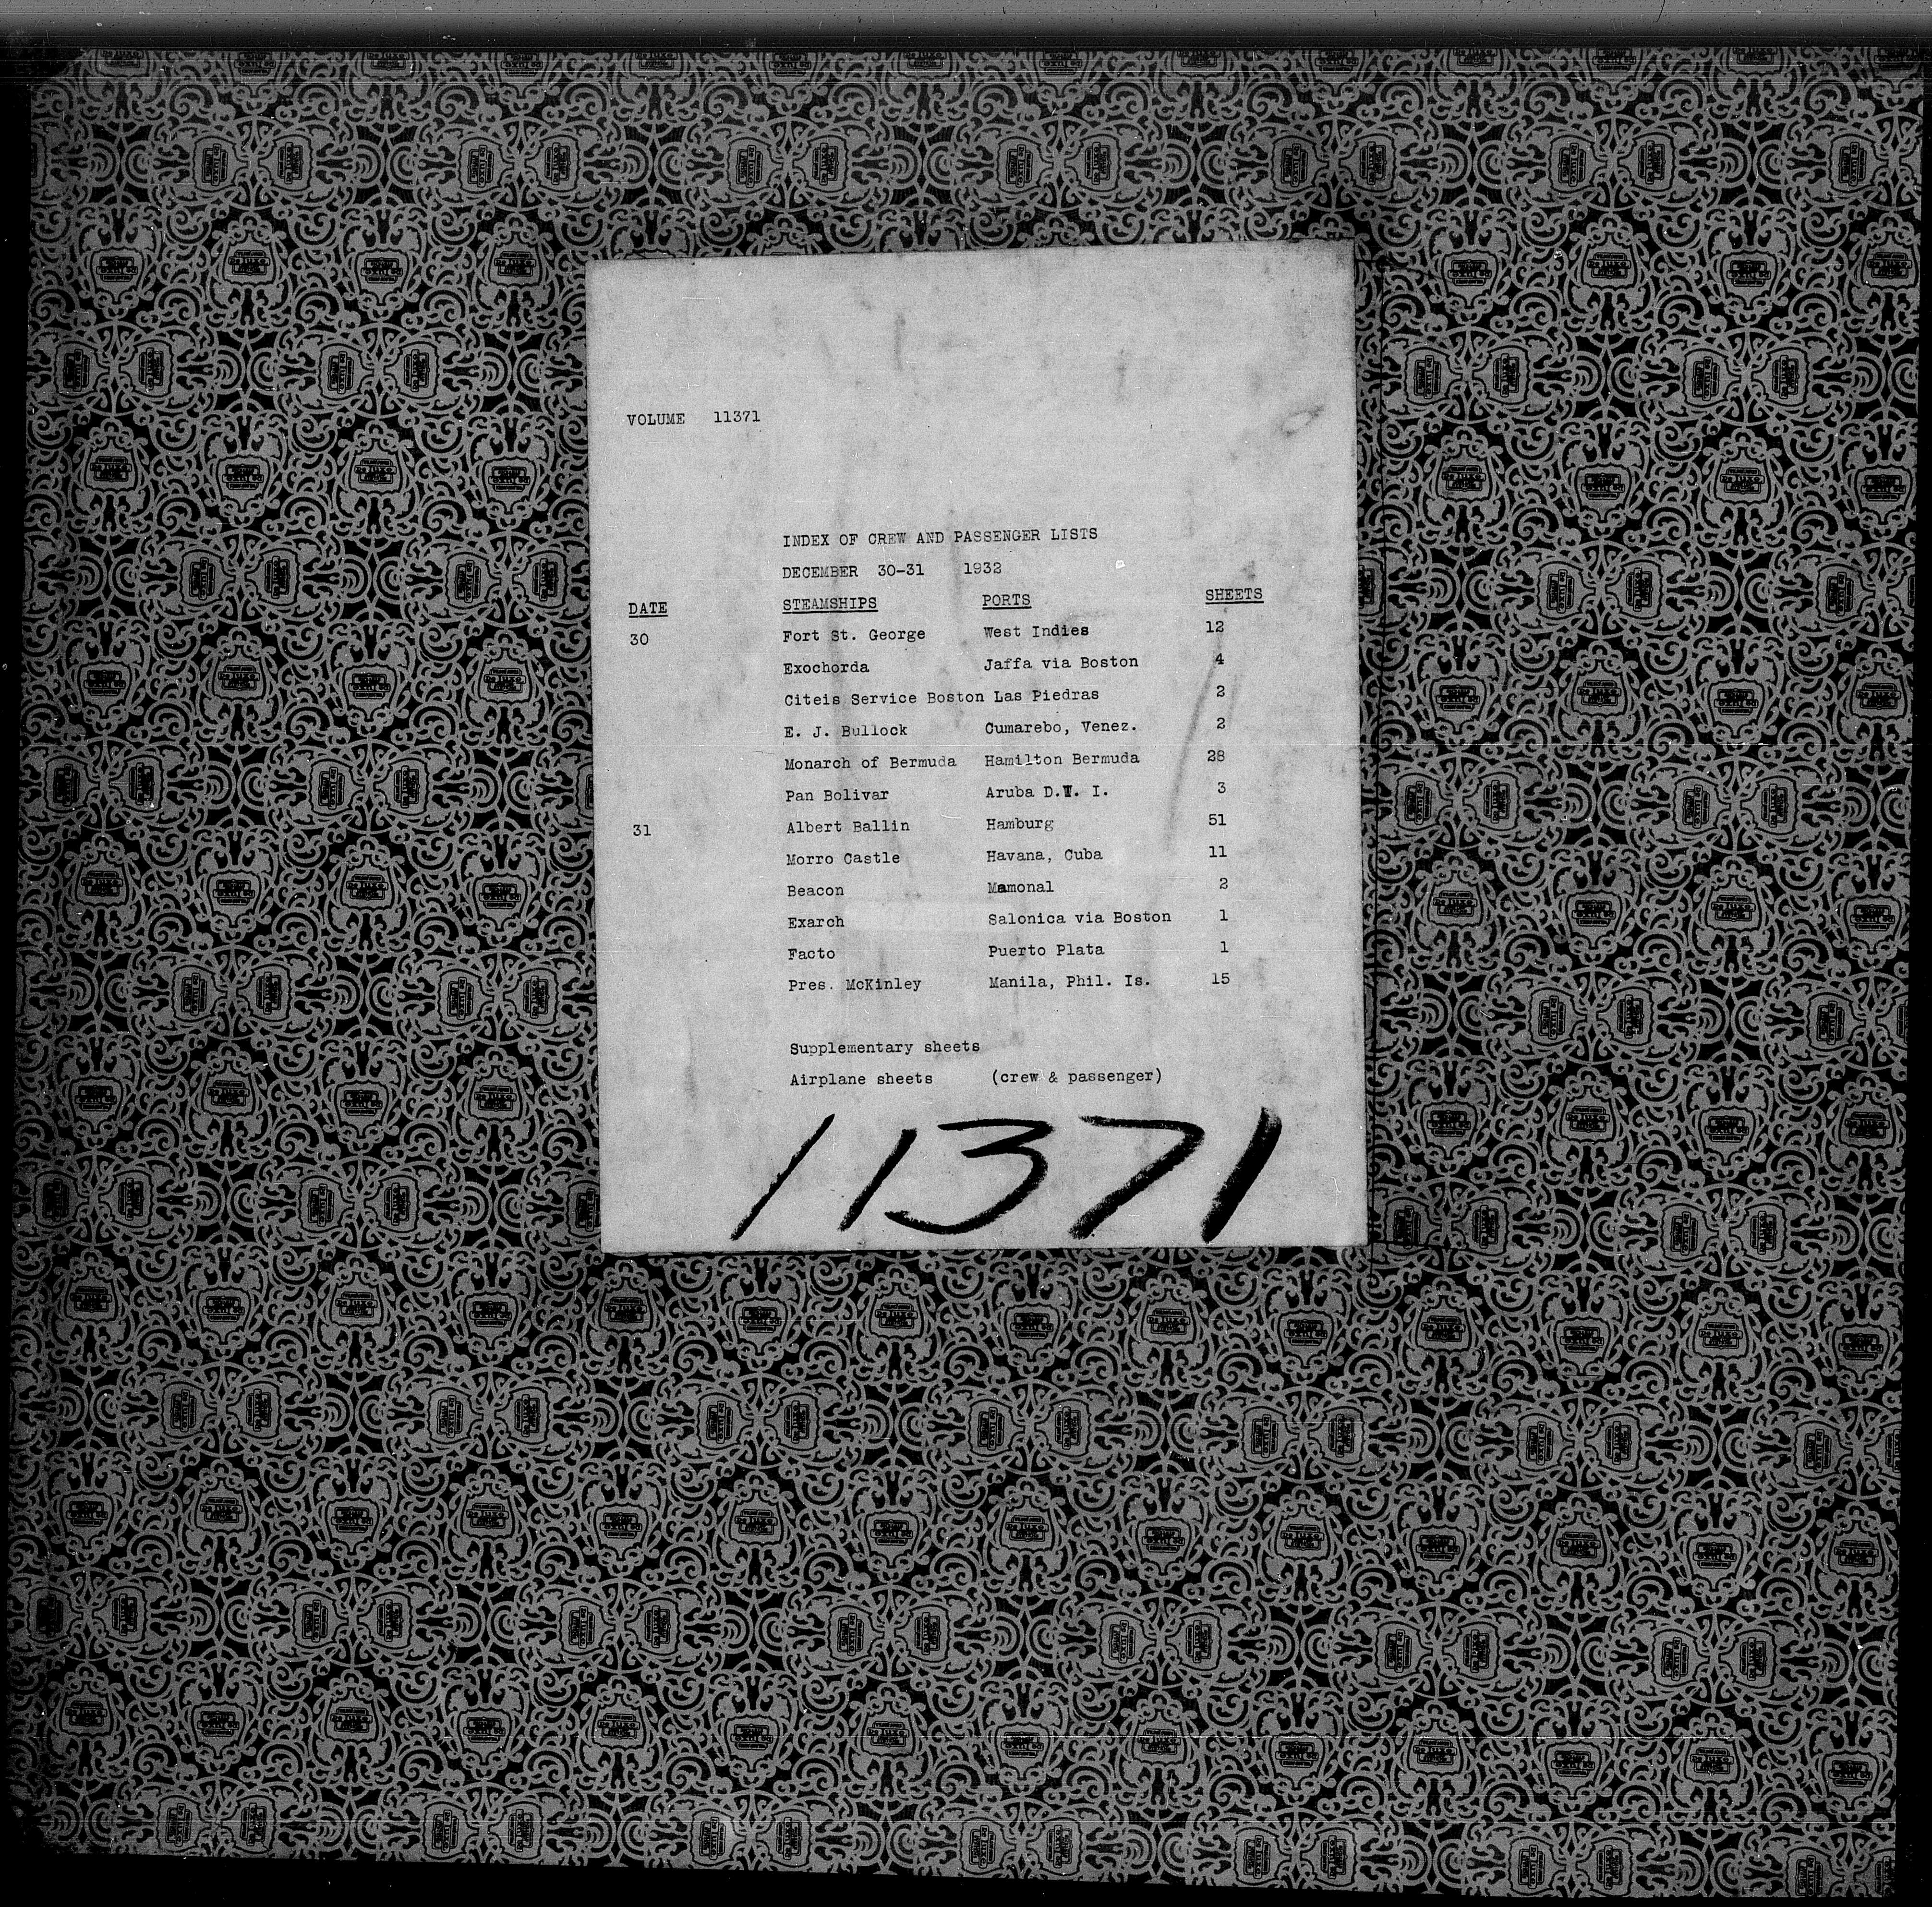 VOLUME 11371
INDEX OF CREW AND PASSENGER LISTS
DECEMBER 30-31 1932
DATE STEAMSHIPS PORTS SHEETS
30 Fort St. George West Indies 12
Exochorda Jaffa via Boston 4
Citeis Service Boston Las Piedras 2
E. J. Bullock Cumarebo, Venez. 2
Monarch of Bermuda Hamilton Bermuda 28
Pan Bolivar Aruba D.W. I. 3
31 Albert Ballin Hamburg 51
Morro Castle Havana, Cuba 11
Beacon Mamonal 2
Exarch Salonica via Boston 1
Facto Puerto Plata 1
Pres. McKinley Manila, Phil. Is. 15
Supplementary sheets
Airplane sheets (crew & passenger)
11371